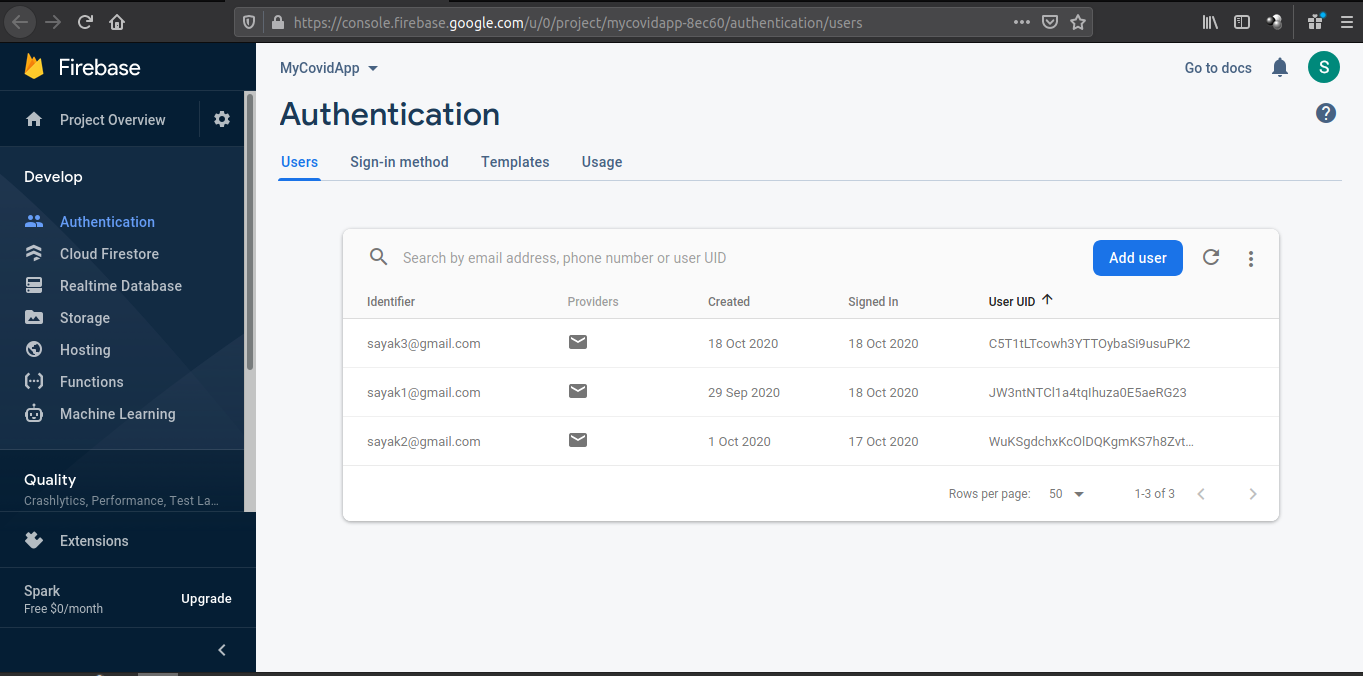 https://console.firebase.google.com/u/0/project/mycovidapp-8ec60/authentication/users
Firebase
Project Overview
Develop
Authentication
Cloud Firestore
Realtime Database
Storage
Hosting
Functions
Machine Learning
Quality
Crashlytics, Performance, Test La...
Extensions
Spark
Free $0/month
Upgrade
MyCovidApp
Go to docs
S
Authentication
?
Users Sign-in method Templates Usage
Search by email address, phone number or user UID
Add user
Identifier Providers Created Signed In User UID
sayak3@gmail.com 18 Oct 2020 18 Oct 2020 C5T1tLTcowh3YTTOybaSi9usuPK2
sayak1@gmail.com 29 Sep 2020 18 Oct 2020 JW3ntNTCl1a4tqIhuza0E5aeRG23
sayak2@gmail.com 1 Oct 2020 17 Oct 2020 WuKSgdchxKcOlDQKgmKS7h8Zvt...
Rows per page: 50 1-3 of 3